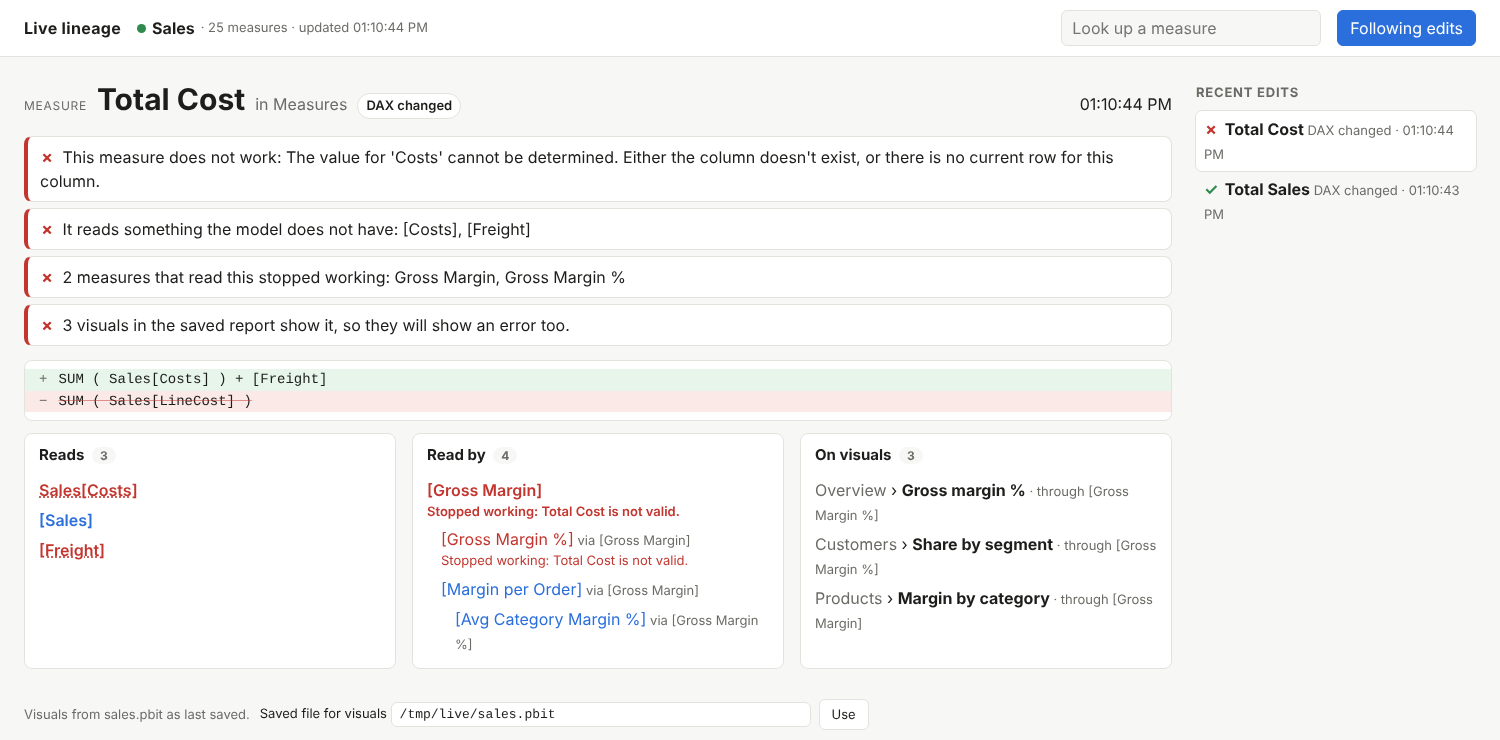 Live lineage Sales · 25 measures · updated 01:10:44 PM Look up a measure Following edits
MEASURE Total Cost in Measures DAX changed 01:10:44 PM
× This measure does not work: The value for 'Costs' cannot be determined. Either the column doesn't exist, or there is no current row for this
column.
× It reads something the model does not have: [Costs], [Freight]
× 2 measures that read this stopped working: Gross Margin, Gross Margin %
× 3 visuals in the saved report show it, so they will show an error too.
+ SUM ( Sales[Costs] ) + [Freight]
− SUM ( Sales[LineCost] )
Reads 3
Sales[Costs]
[Sales]
[Freight]
Read by 4
[Gross Margin]
Stopped working: Total Cost is not valid.
[Gross Margin %] via [Gross Margin]
Stopped working: Total Cost is not valid.
[Margin per Order] via [Gross Margin]
[Avg Category Margin %] via [Gross Margin
%]
On visuals 3
Overview › Gross margin % · through [Gross
Margin %]
Customers › Share by segment · through [Gross
Margin %]
Products › Margin by category · through [Gross
Margin]
RECENT EDITS
× Total Cost DAX changed · 01:10:44
PM
✓ Total Sales DAX changed · 01:10:43
PM
Visuals from sales.pbit as last saved. Saved file for visuals /tmp/live/sales.pbit Use